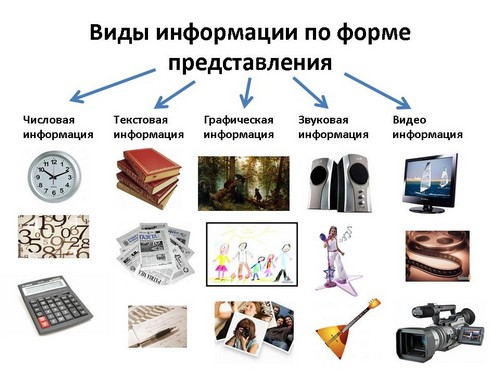 Виды информации по форме
представления
Числовая
информация
Текстовая
информация
Графическая
информация
Звуковая
информация
Видео
информация